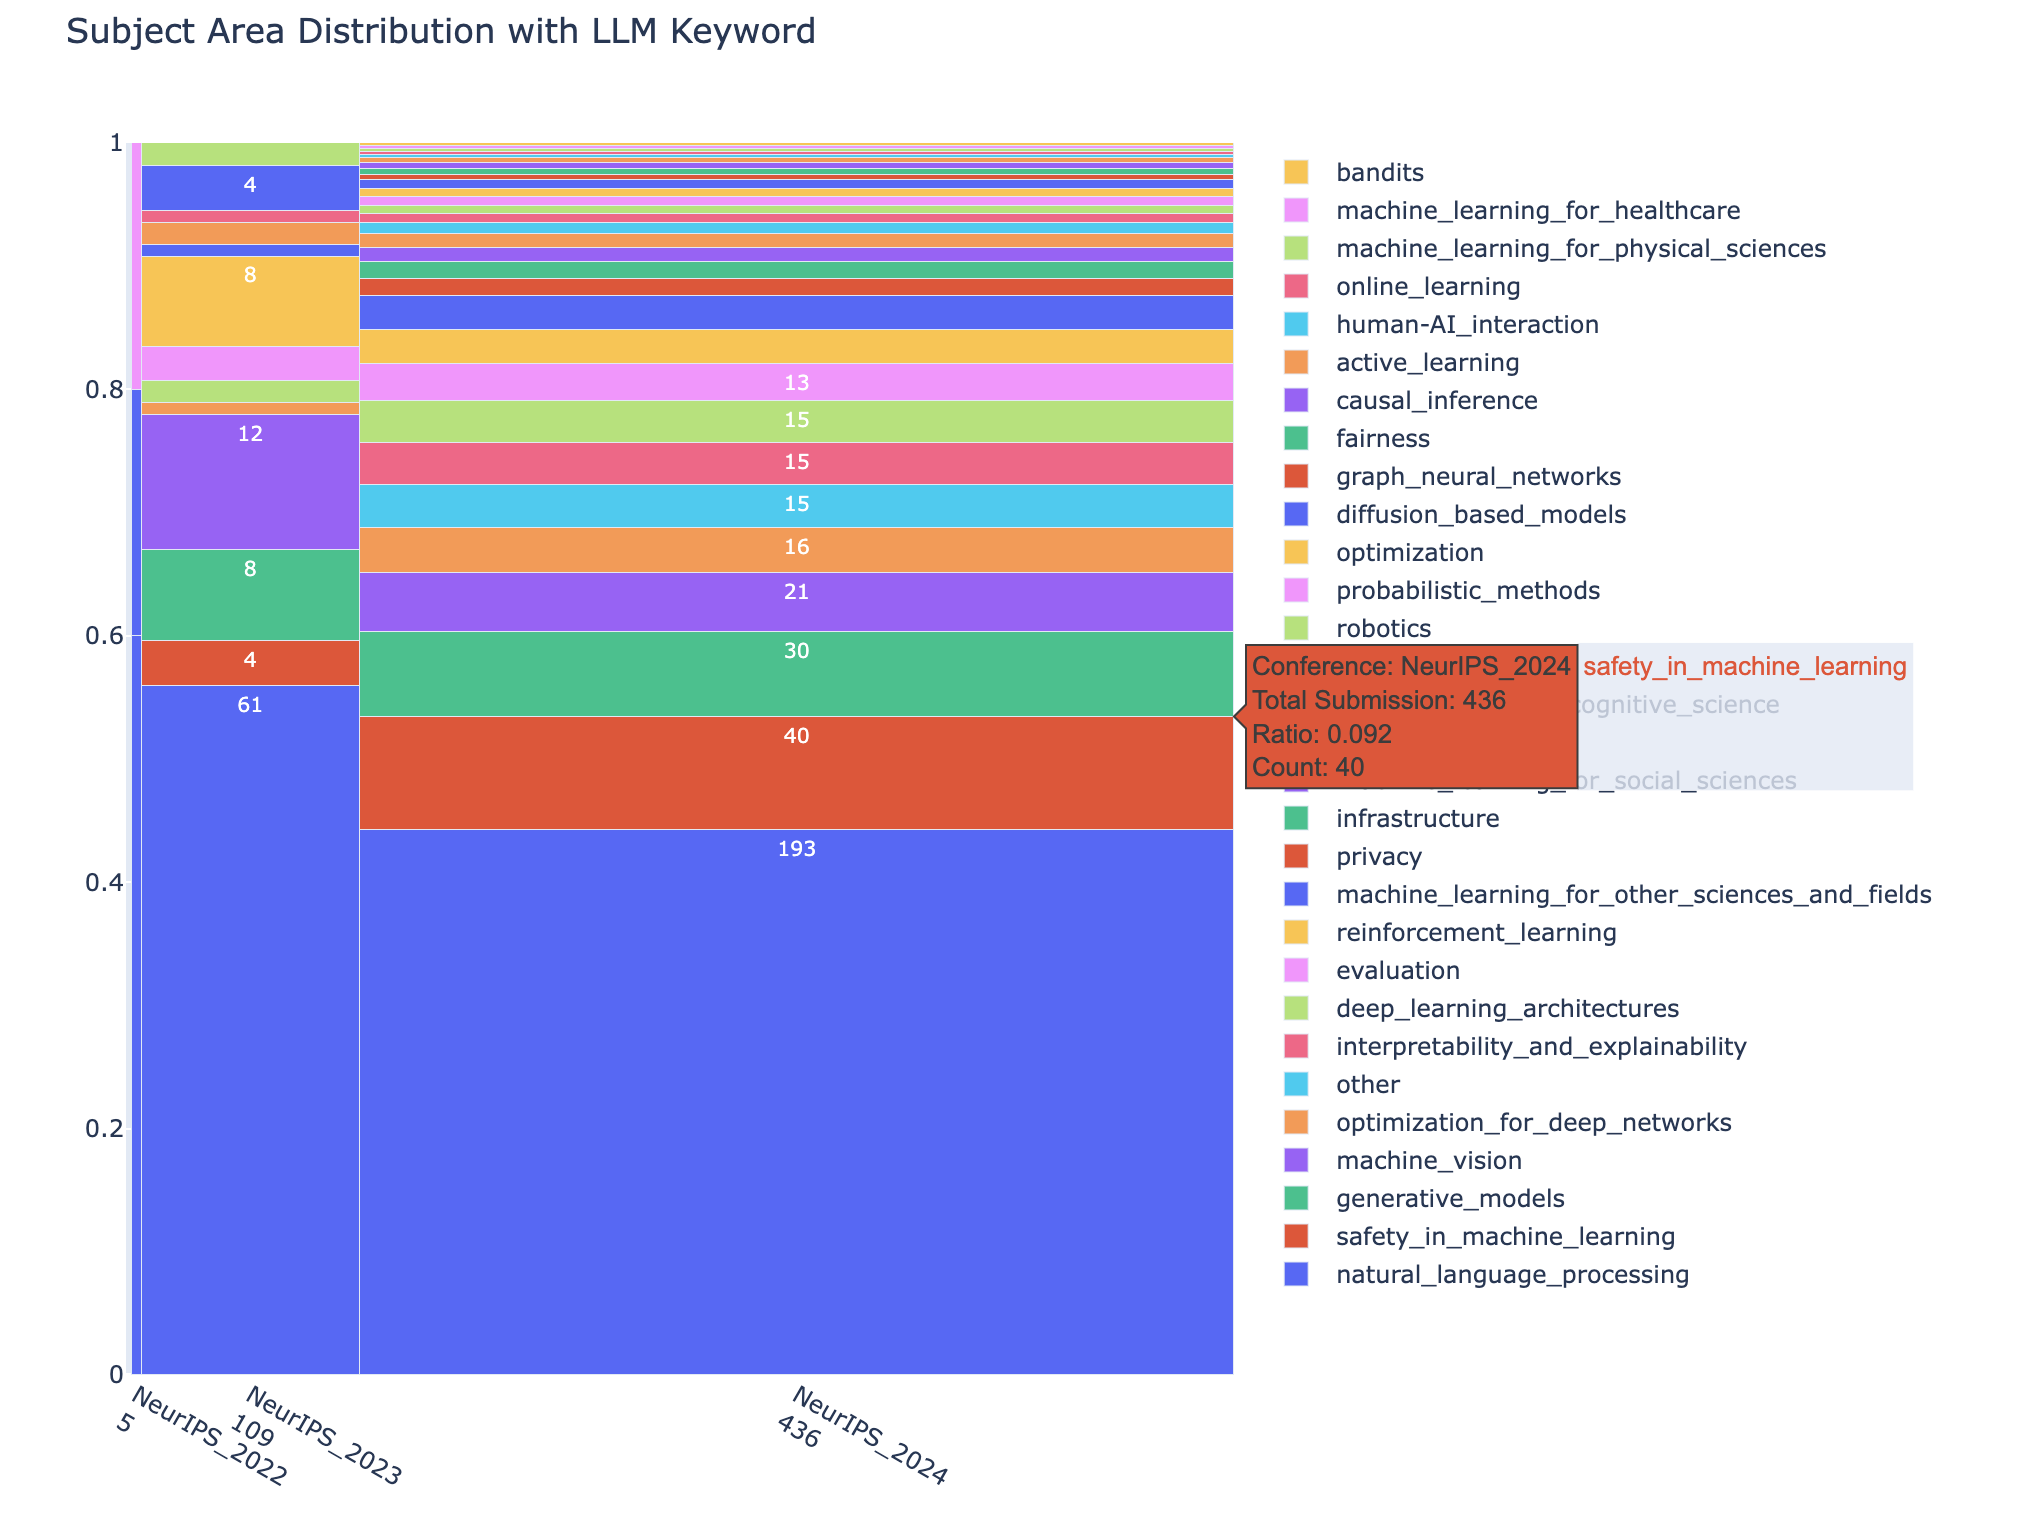 Subject Area Distribution with LLM Keyword
1
0.8
0.6
0.4
0.2
0
4
8
12
8
4
61
13
15
15
15
16
21
30
40
193
NeurIPS_2022
5
NeurIPS_2023
109
NeurIPS_2024
436
bandits
machine_learning_for_healthcare
machine_learning_for_physical_sciences
online_learning
human-AI_interaction
active_learning
causal_inference
fairness
graph_neural_networks
diffusion_based_models
optimization
probabilistic_methods
robotics
Conference: NeurIPS_2024 safety_in_machine_learning
Total Submission: 436
Ratio: 0.092
Count: 40
cognitive_science
or_social_sciences
infrastructure
privacy
machine_learning_for_other_sciences_and_fields
reinforcement_learning
evaluation
deep_learning_architectures
interpretability_and_explainability
other
optimization_for_deep_networks
machine_vision
generative_models
safety_in_machine_learning
natural_language_processing